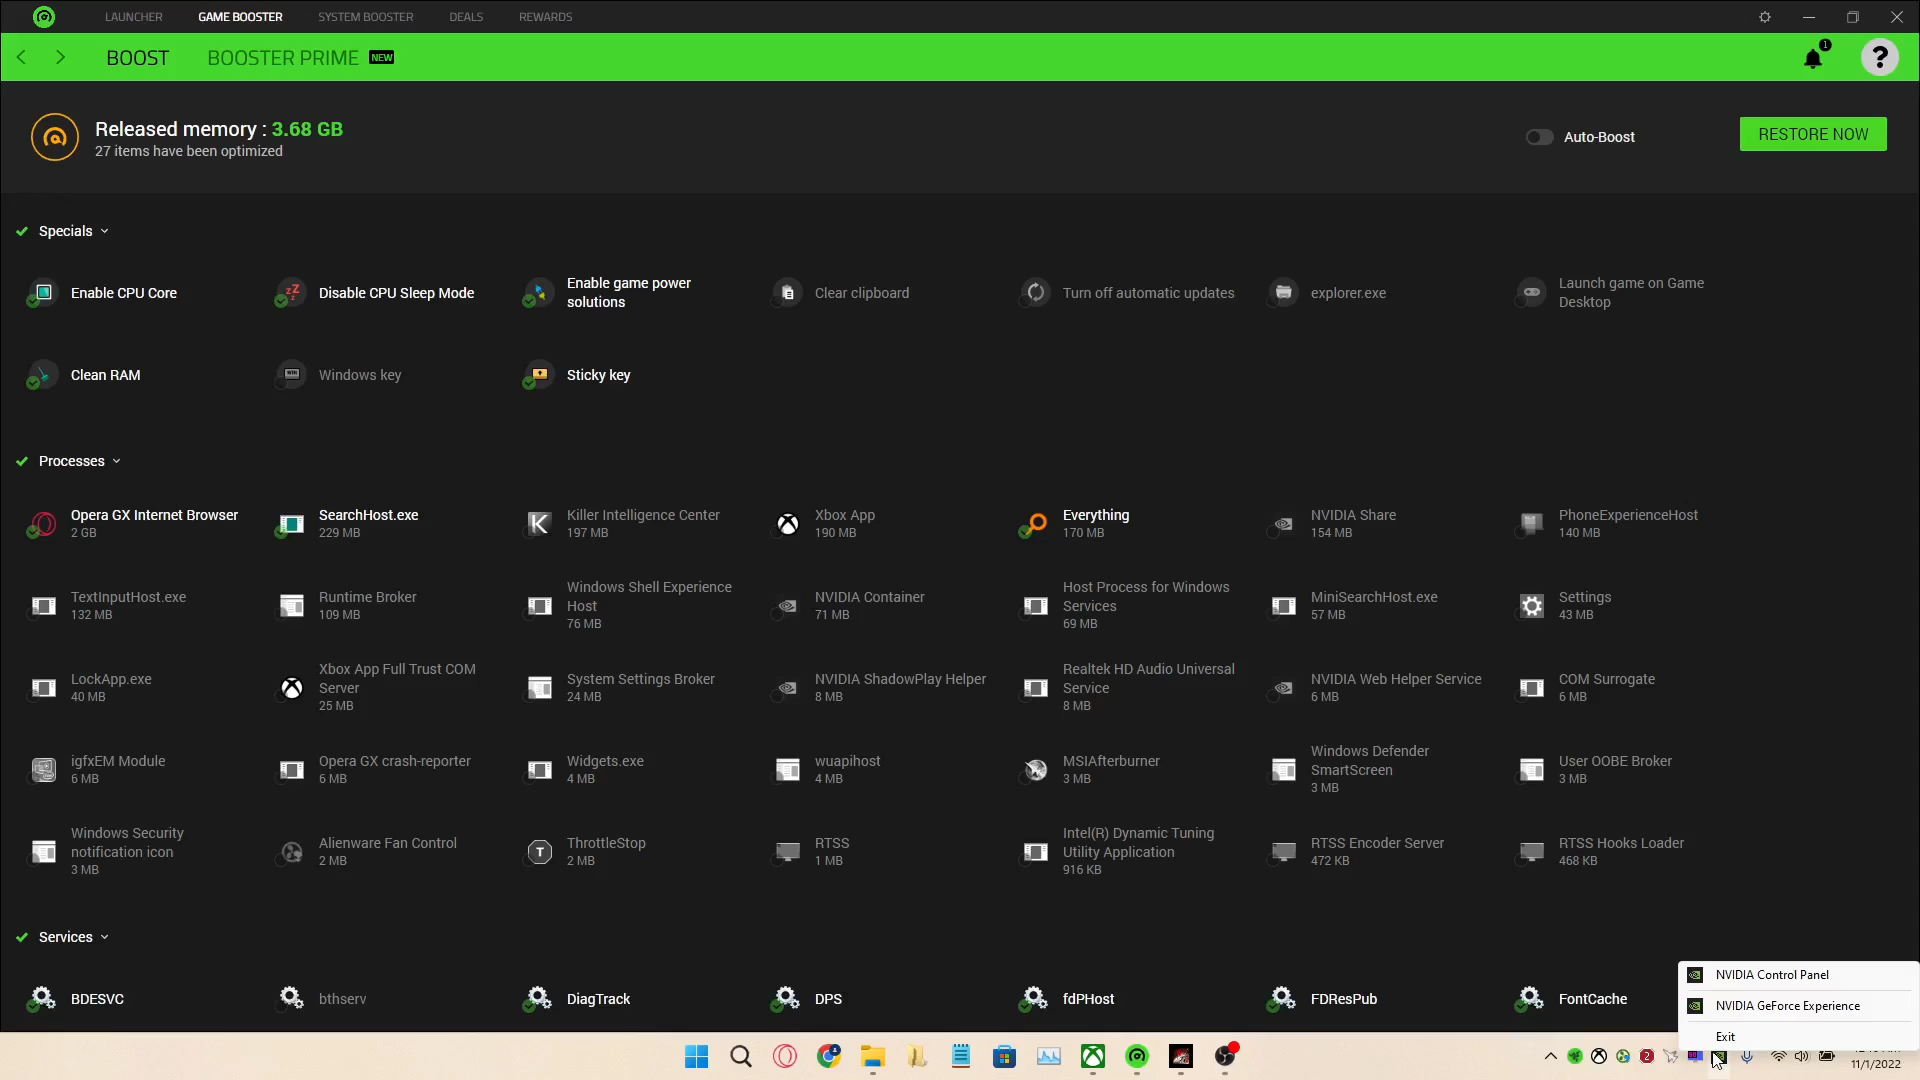 LAUNCHER
GAME BOOSTER
SYSTEM BOOSTER
DEALS
REWARDS
BOOST
BOOSTER PRIME NEW
1
?
Released memory : 3.68 GB
27 items have been optimized
Auto-Boost
RESTORE NOW
Specials
Enable CPU Core
Disable CPU Sleep Mode
Enable game power
solutions
Clear clipboard
Turn off automatic updates
explorer.exe
Launch game on Game
Desktop
Clean RAM
Windows key
Sticky key
Processes
Opera GX Internet Browser
2 GB
SearchHost.exe
229 MB
Killer Intelligence Center
197 MB
Xbox App
190 MB
Everything
170 MB
NVIDIA Share
154 MB
PhoneExperienceHost
140 MB
TextInputHost.exe
132 MB
Runtime Broker
109 MB
Windows Shell Experience
Host
76 MB
NVIDIA Container
71 MB
Host Process for Windows
Services
69 MB
MiniSearchHost.exe
57 MB
Settings
43 MB
LockApp.exe
40 MB
Xbox App Full Trust COM
Server
25 MB
System Settings Broker
24 MB
NVIDIA ShadowPlay Helper
8 MB
Realtek HD Audio Universal
Service
8 MB
NVIDIA Web Helper Service
6 MB
COM Surrogate
6 MB
igfxEM Module
6 MB
Opera GX crash-reporter
6 MB
Widgets.exe
4 MB
wuapihost
4 MB
MSIAfterburner
3 MB
Windows Defender
SmartScreen
3 MB
User OOBE Broker
3 MB
Windows Security
notification icon
3 MB
Alienware Fan Control
2 MB
ThrottleStop
2 MB
RTSS
1 MB
Intel(R) Dynamic Tuning
Utility Application
916 KB
RTSS Encoder Server
472 KB
RTSS Hooks Loader
468 KB
Services
BDESVC
bthserv
DiagTrack
DPS
fdPHost
FDResPub
FontCache
NVIDIA Control Panel
NVIDIA GeForce Experience
Exit
2
11/1/2022